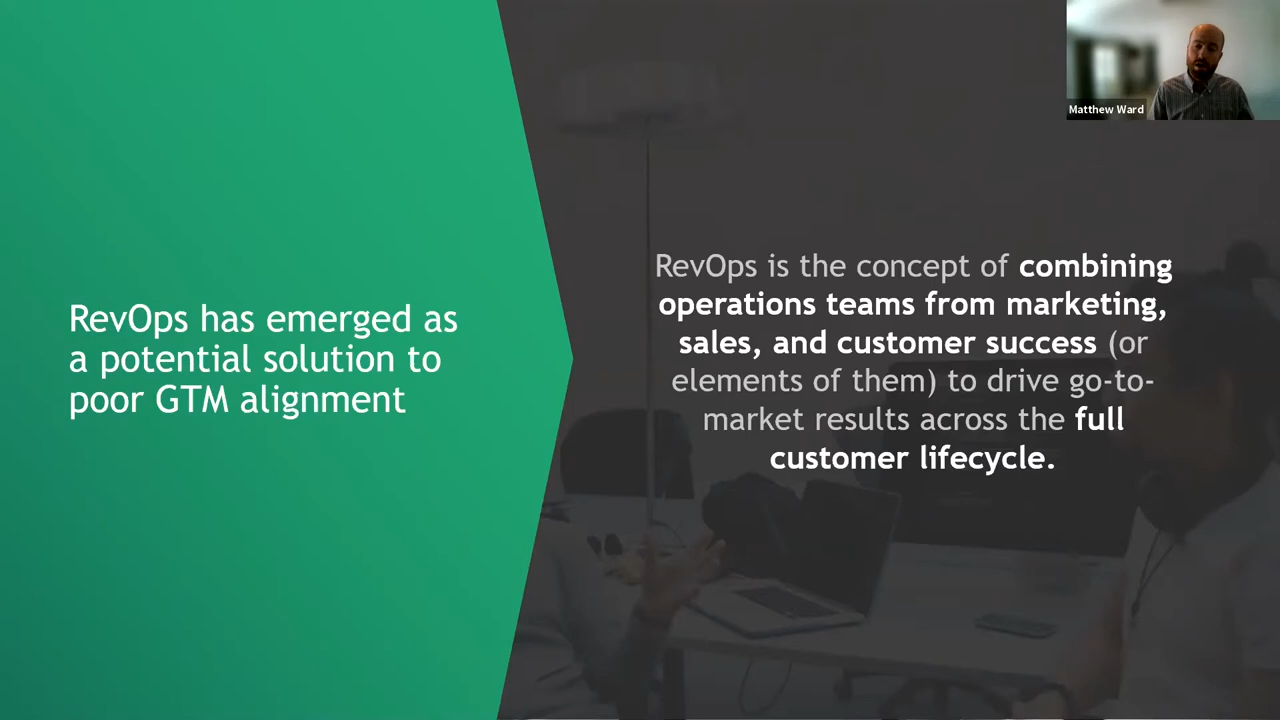 RevOps has emerged as
a potential solution to
poor GTM alignment
RevOps is the concept of combining
operations teams from marketing,
sales, and customer success (or
elements of them) to drive go-to-
market results across the full
customer lifecycle.
Matthew Ward